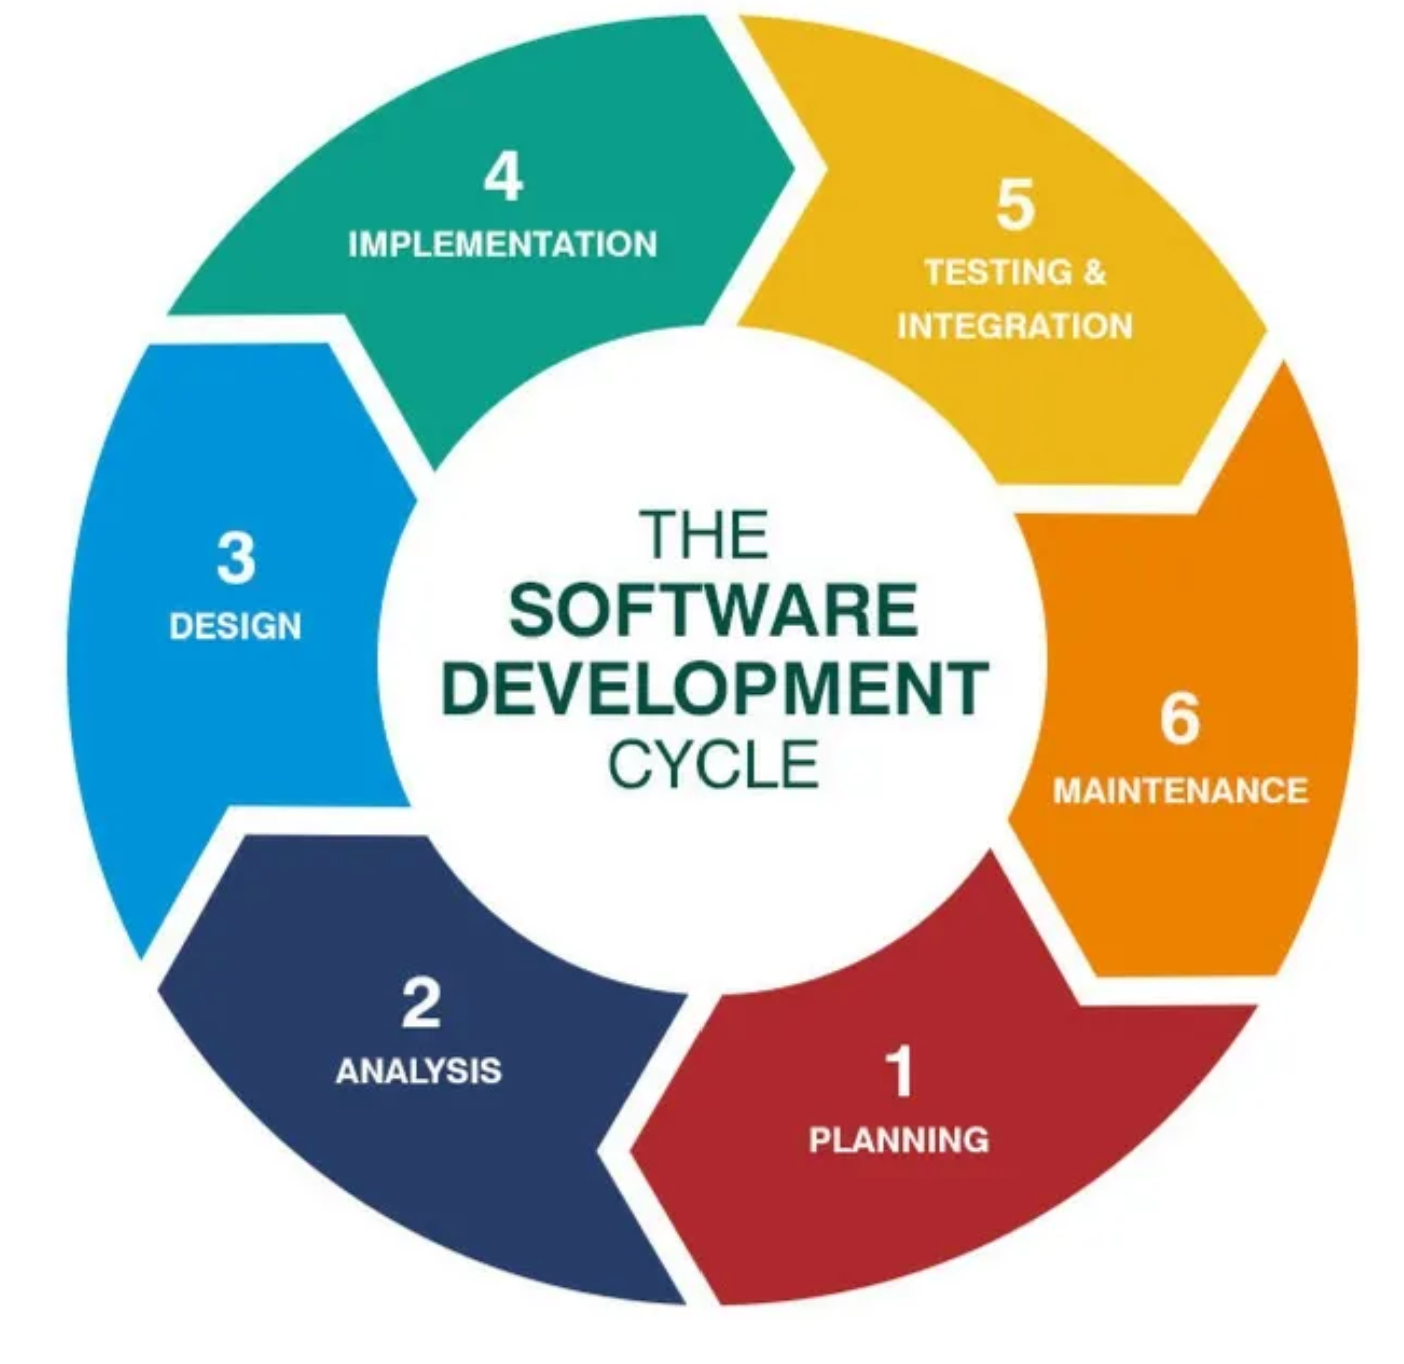 4
IMPLEMENTATION
5
TESTING &
INTEGRATION
3
DESIGN
THE
SOFTWARE
DEVELOPMENT
CYCLE
6
MAINTENANCE
2
ANALYSIS
1
PLANNING